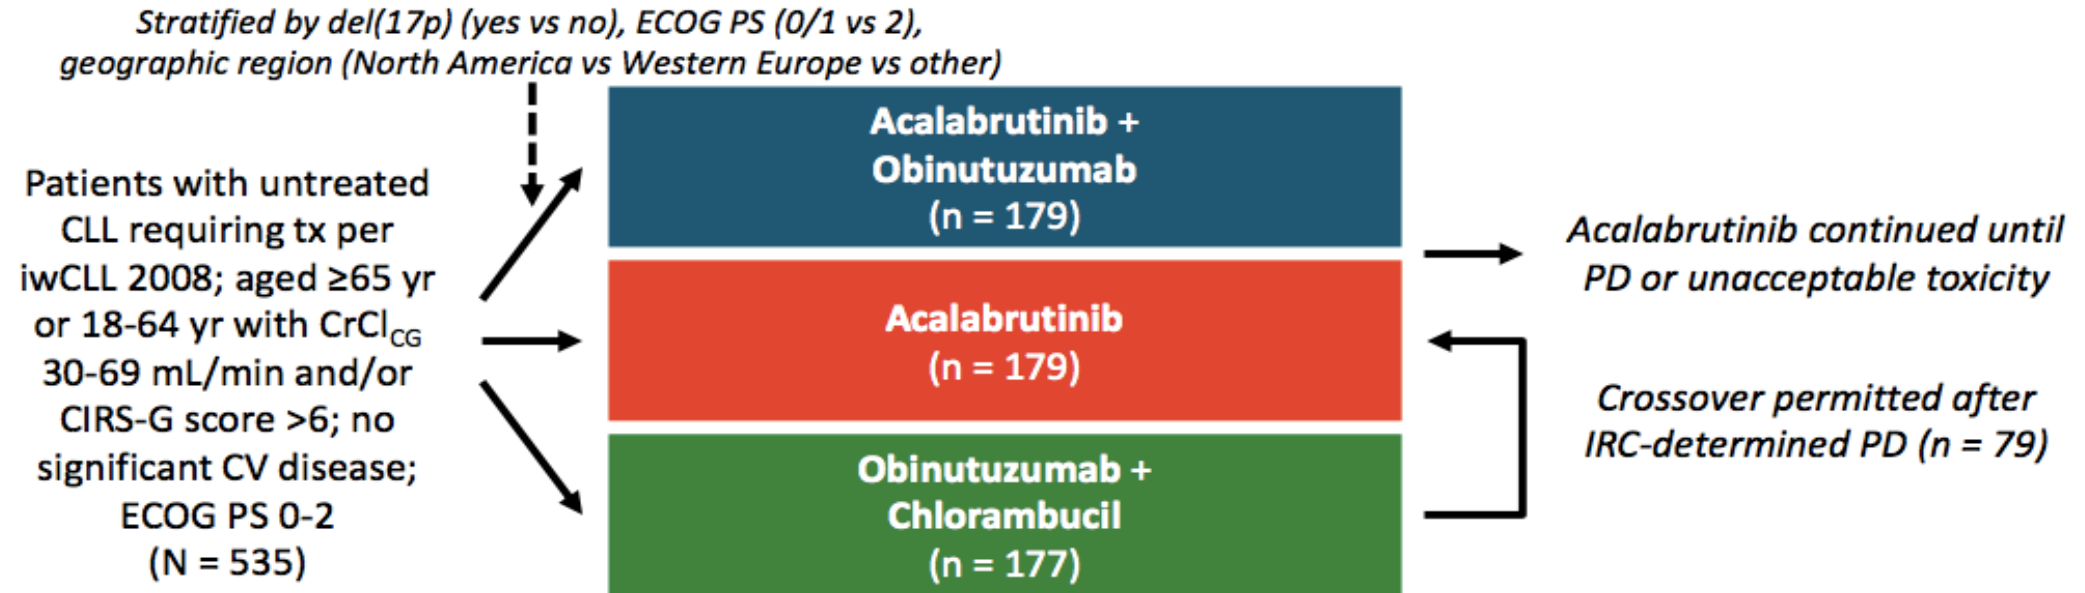 Stratified by del(17p) (yes vs no), ECOG PS (0/1 vs 2),
geographic region (North America vs Western Europe vs other)
Patients with untreated
CLL requiring tx per
iwCLL 2008; aged ≥65 yr
or 18-64 yr with CrClCG
30-69 mL/min and/or
CIRS-G score >6; no
significant CV disease;
ECOG PS 0-2
(N = 535)
Acalabrutinib +
Obinutuzumab
(n = 179)
Acalabrutinib
(n = 179)
Obinutuzumab +
Chlorambucil
(n = 177)
Acalabrutinib continued until
PD or unacceptable toxicity
Crossover permitted after
IRC-determined PD (n = 79)